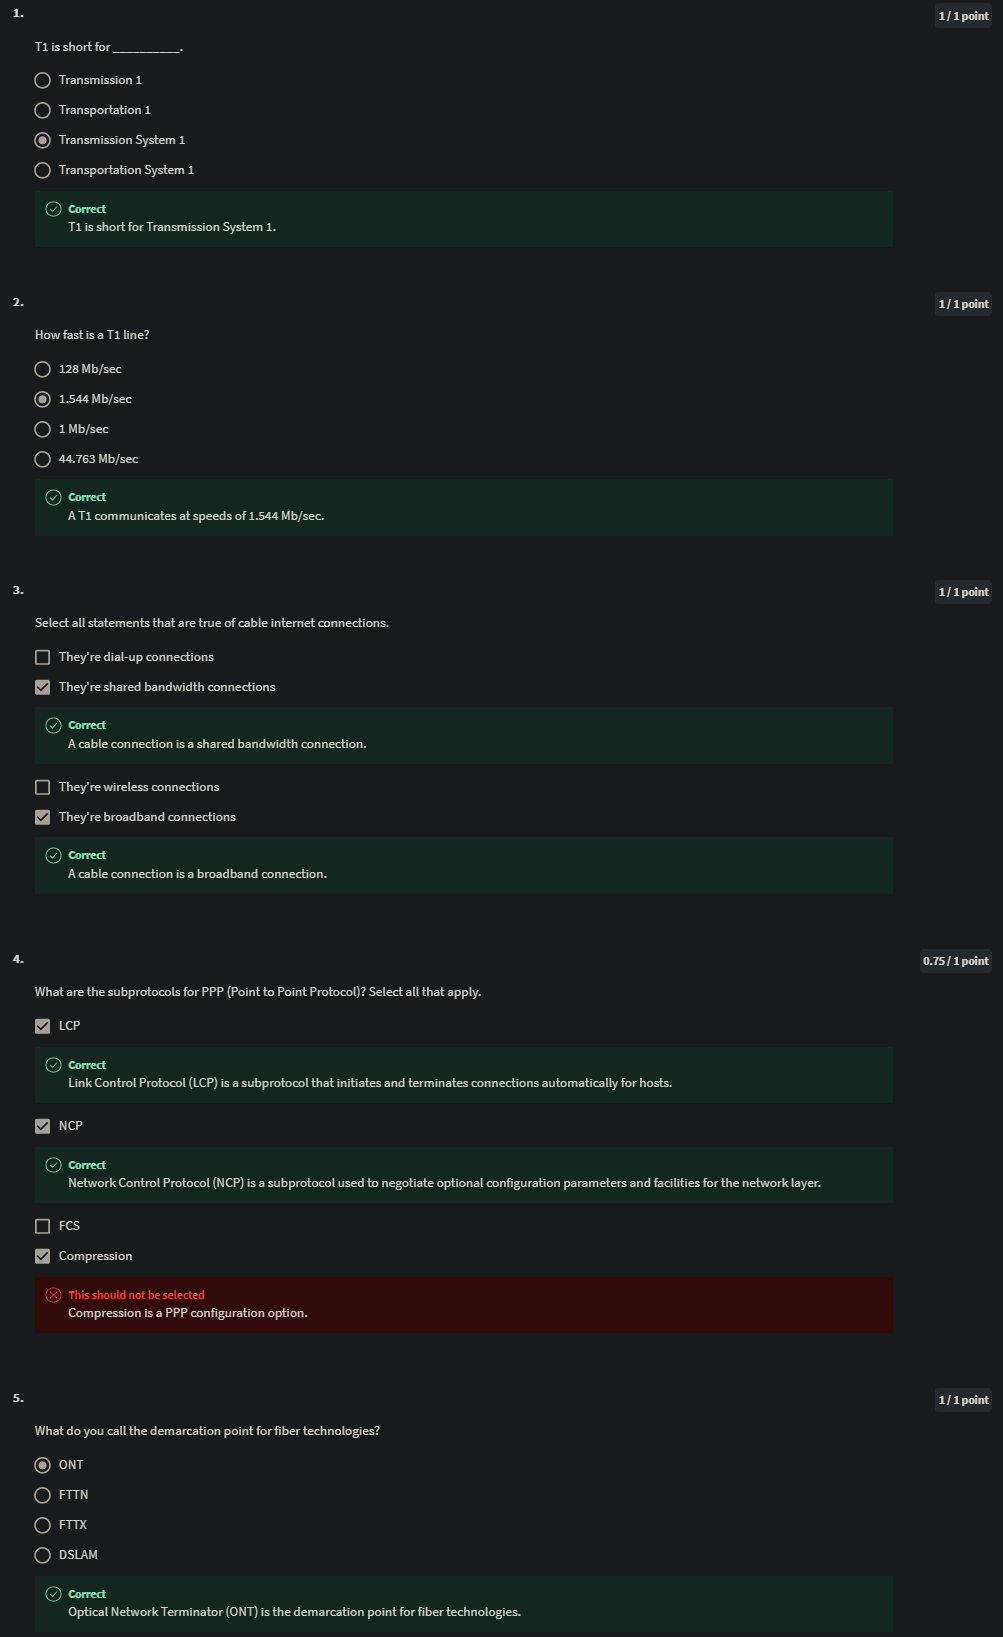 1.
1 / 1 point
T1 is short for __________.
Transmission 1
Transportation 1
Transmission System 1
Transportation System 1
Correct
T1 is short for Transmission System 1.
2.
1 / 1 point
How fast is a T1 line?
128 Mb/sec
1.544 Mb/sec
1 Mb/sec
44.763 Mb/sec
Correct
A T1 communicates at speeds of 1.544 Mb/sec.
3.
1 / 1 point
Select all statements that are true of cable internet connections.
They're dial-up connections
They're shared bandwidth connections
Correct
A cable connection is a shared bandwidth connection.
They're wireless connections
They're broadband connections
Correct
A cable connection is a broadband connection.
4.
0.75 / 1 point
What are the subprotocols for PPP (Point to Point Protocol)? Select all that apply.
LCP
Correct
Link Control Protocol (LCP) is a subprotocol that initiates and terminates connections automatically for hosts.
NCP
Correct
Network Control Protocol (NCP) is a subprotocol used to negotiate optional configuration parameters and facilities for the network layer.
FCS
Compression
This should not be selected
Compression is a PPP configuration option.
5.
1 / 1 point
What do you call the demarcation point for fiber technologies?
ONT
FTTN
FTTX
DSLAM
Correct
Optical Network Terminator (ONT) is the demarcation point for fiber technologies.